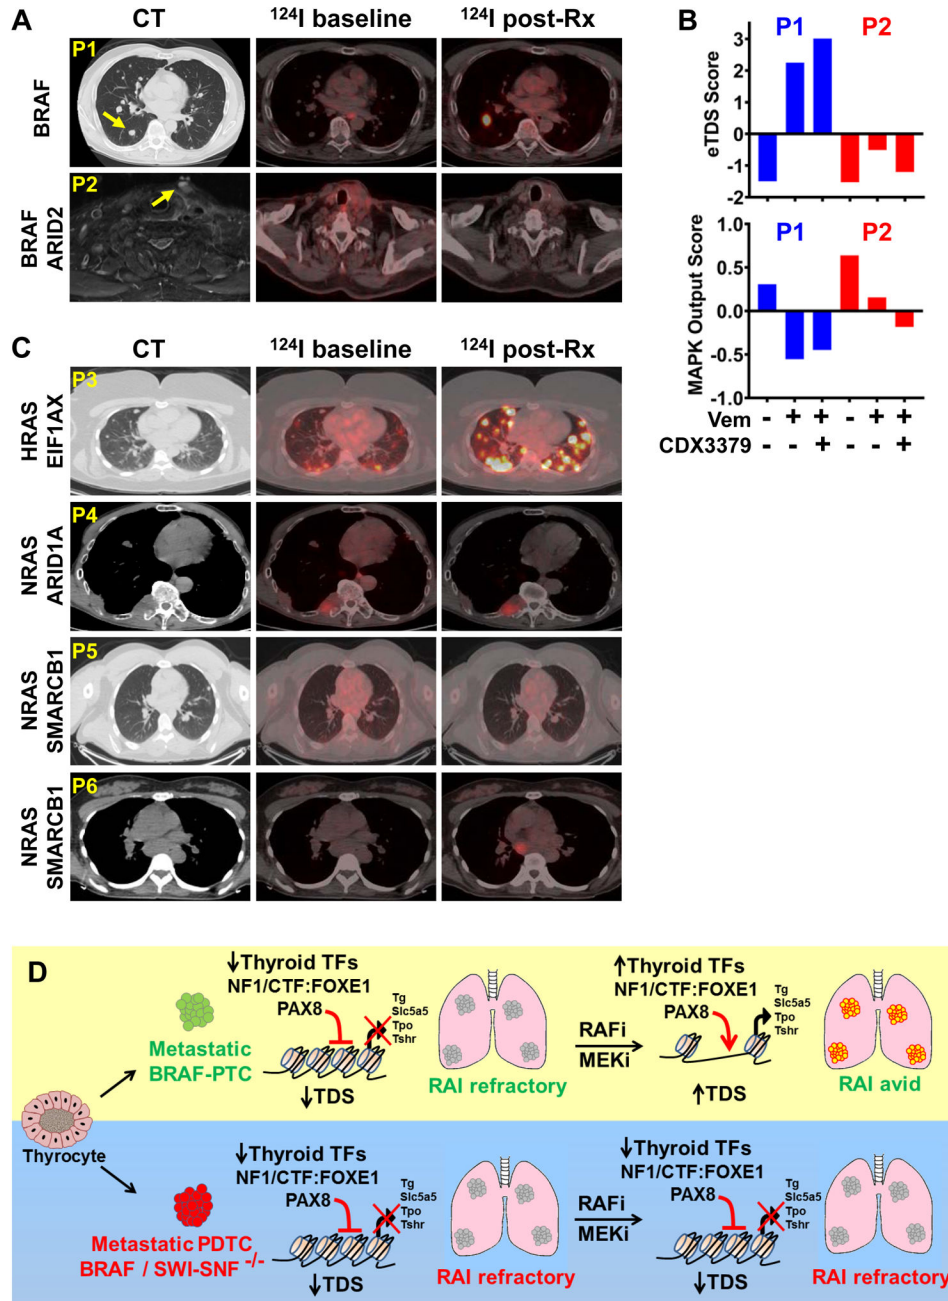 A
CT
124I baseline
124I post-Rx
P1
BRAF
P2
BRAF
ARID2
B
P1
P2
eTDS Score
3
2
1
0
-1
-2
P1
P2
MAPK Output Score
1.0
0.5
0.0
-0.5
-1.0
Vem - + + - + +
CDX3379 - - + - - +
C
CT
124I baseline
124I post-Rx
P3
HRAS
EIF1AX
P4
NRAS
ARID1A
P5
NRAS
SMARCB1
P6
NRAS
SMARCB1
D
Thyrocyte
Metastatic
BRAF-PTC
↓Thyroid TFs
NF1/CTF:FOXE1
PAX8
Tg
Slc5a5
Tpo
Tshr
↓TDS
RAI refractory
RAFi
MEKi
↑Thyroid TFs
NF1/CTF:FOXE1
PAX8
Tg
Slc5a5
Tpo
Tshr
↑TDS
RAI avid
Metastatic PDTC
BRAF / SWI-SNF -/-
↓Thyroid TFs
NF1/CTF:FOXE1
PAX8
Tg
Slc5a5
Tpo
Tshr
↓TDS
RAI refractory
RAFi
MEKi
↓Thyroid TFs
NF1/CTF:FOXE1
PAX8
Tg
Slc5a5
Tpo
Tshr
↓TDS
RAI refractory